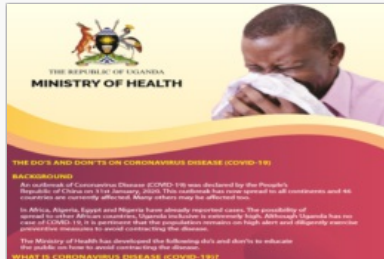 THE REPUBLIC OF UGANDA
MINISTRY OF HEALTH
THE DO'S AND DON'TS ON CORONAVIRUS DISEASE (COVID-19)
BACKGROUND
An outbreak of Coronavirus Disease (COVID-19) was declared by the People's
Republic of China on 31st January, 2020. This outbreak has now spread to all continents and 46
countries are currently affected. Many others may be affected too.
In Africa, Algeria, Egypt and Nigeria have already reported cases. The possibility of
spread to other African countries, Uganda inclusive is extremely high. Although Uganda has no
case of COVID-19, it is pertinent that the population remains on high alert and diligently exercise
preventive measures to avoid contracting the disease.
The Ministry of Health has developed the following do's and don'ts to educate
the public on how to avoid contracting the disease.
WHAT IS CORONAVIRUS DISEASE (COVID-19)?